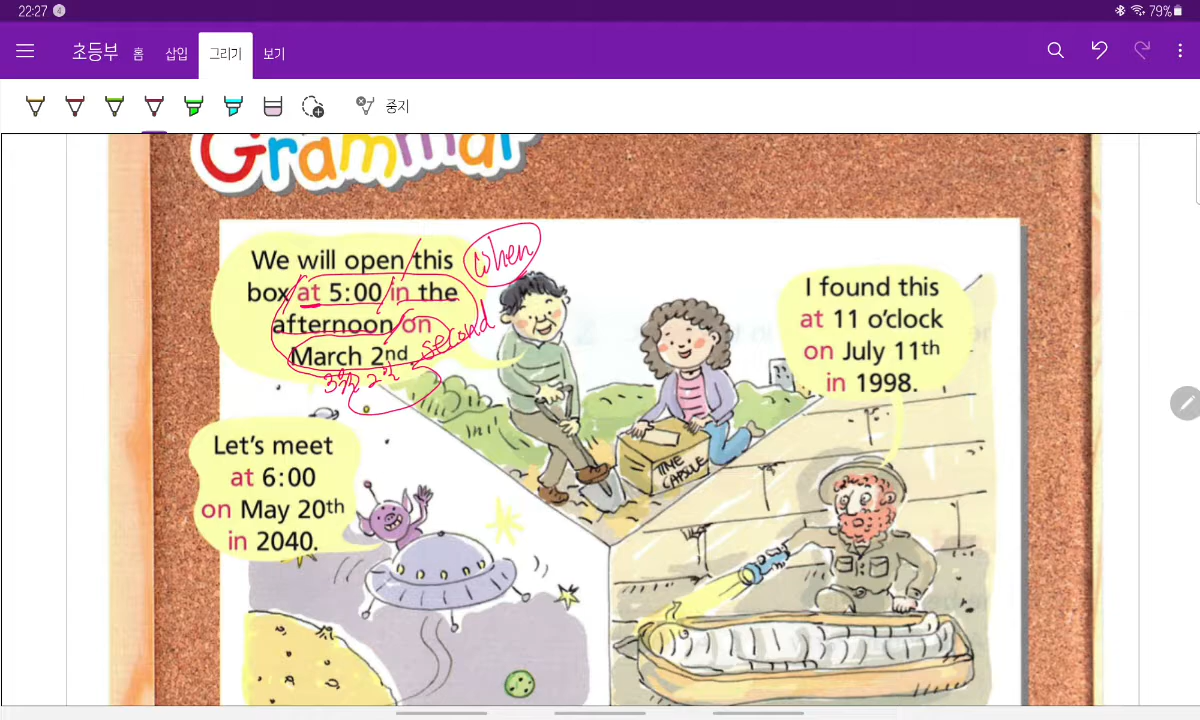 22:27
79%
초등부 홈 삽입 그리기 보기
중지
Grammar
We will open this
box at 5:00 in the
afternoon on
March 2nd
when
second
3월 2일
I found this
at 11 o'clock
on July 11th
in 1998.
Let's meet
at 6:00
on May 20th
in 2040.
TIME
CAPSULE